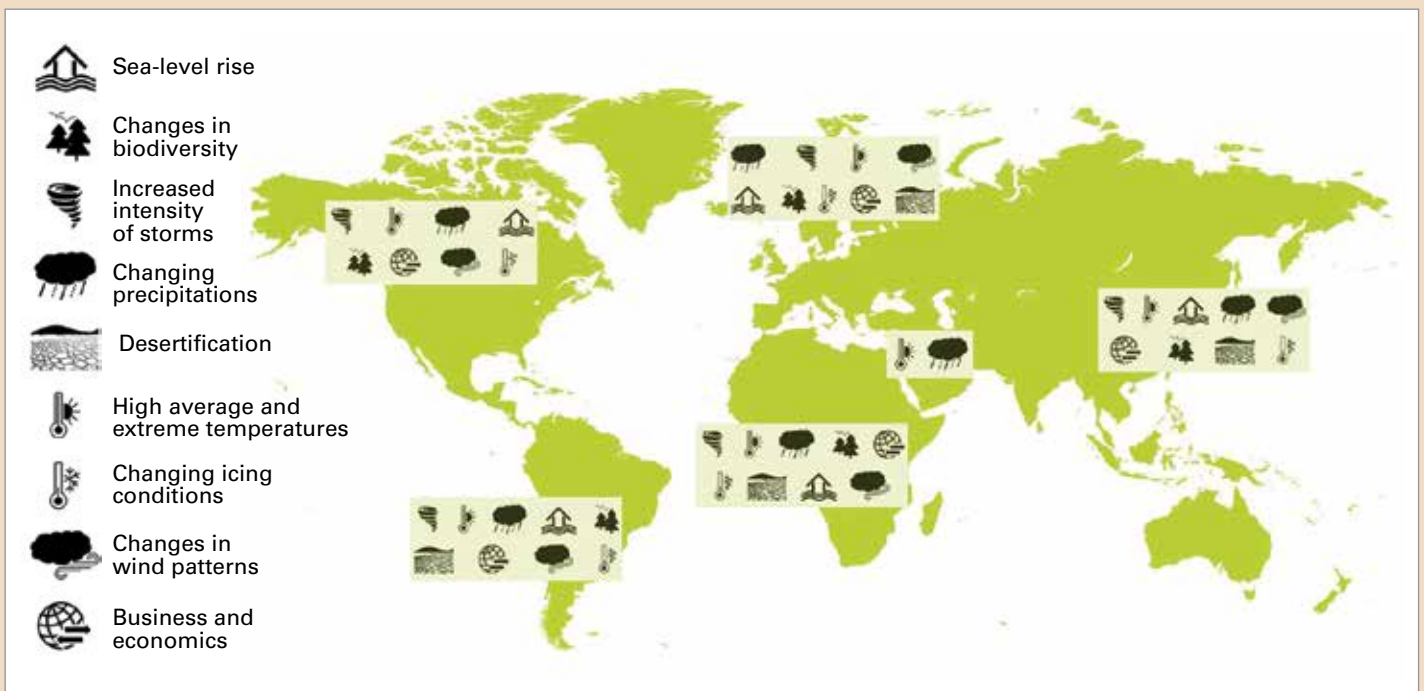 Sea-level rise
Changes in
biodiversity
Increased
intensity
of storms
Changing
precipitations
Desertification
High average and
extreme temperatures
Changing icing
conditions
Changes in
wind patterns
Business and
economics